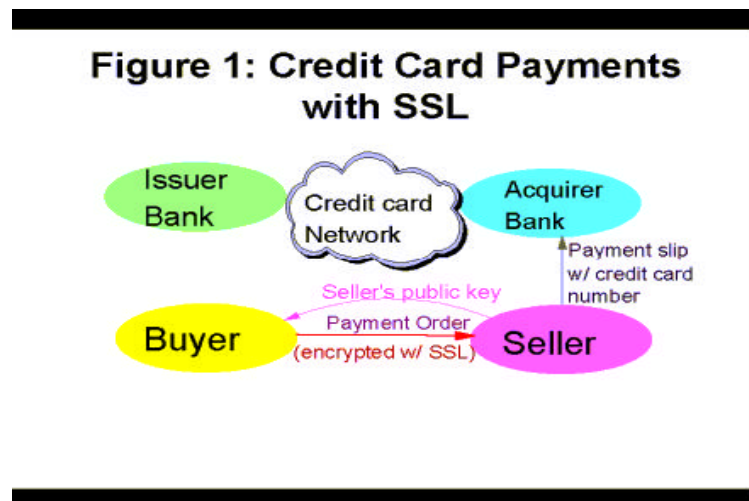 Figure 1: Credit Card Payments
with SSL
Issuer
Bank
Credit card
Network
Acquirer
Bank
Payment slip
w/ credit card
number
Seller's public key
Buyer
Payment Order
(encrypted w/ SSL)
Seller